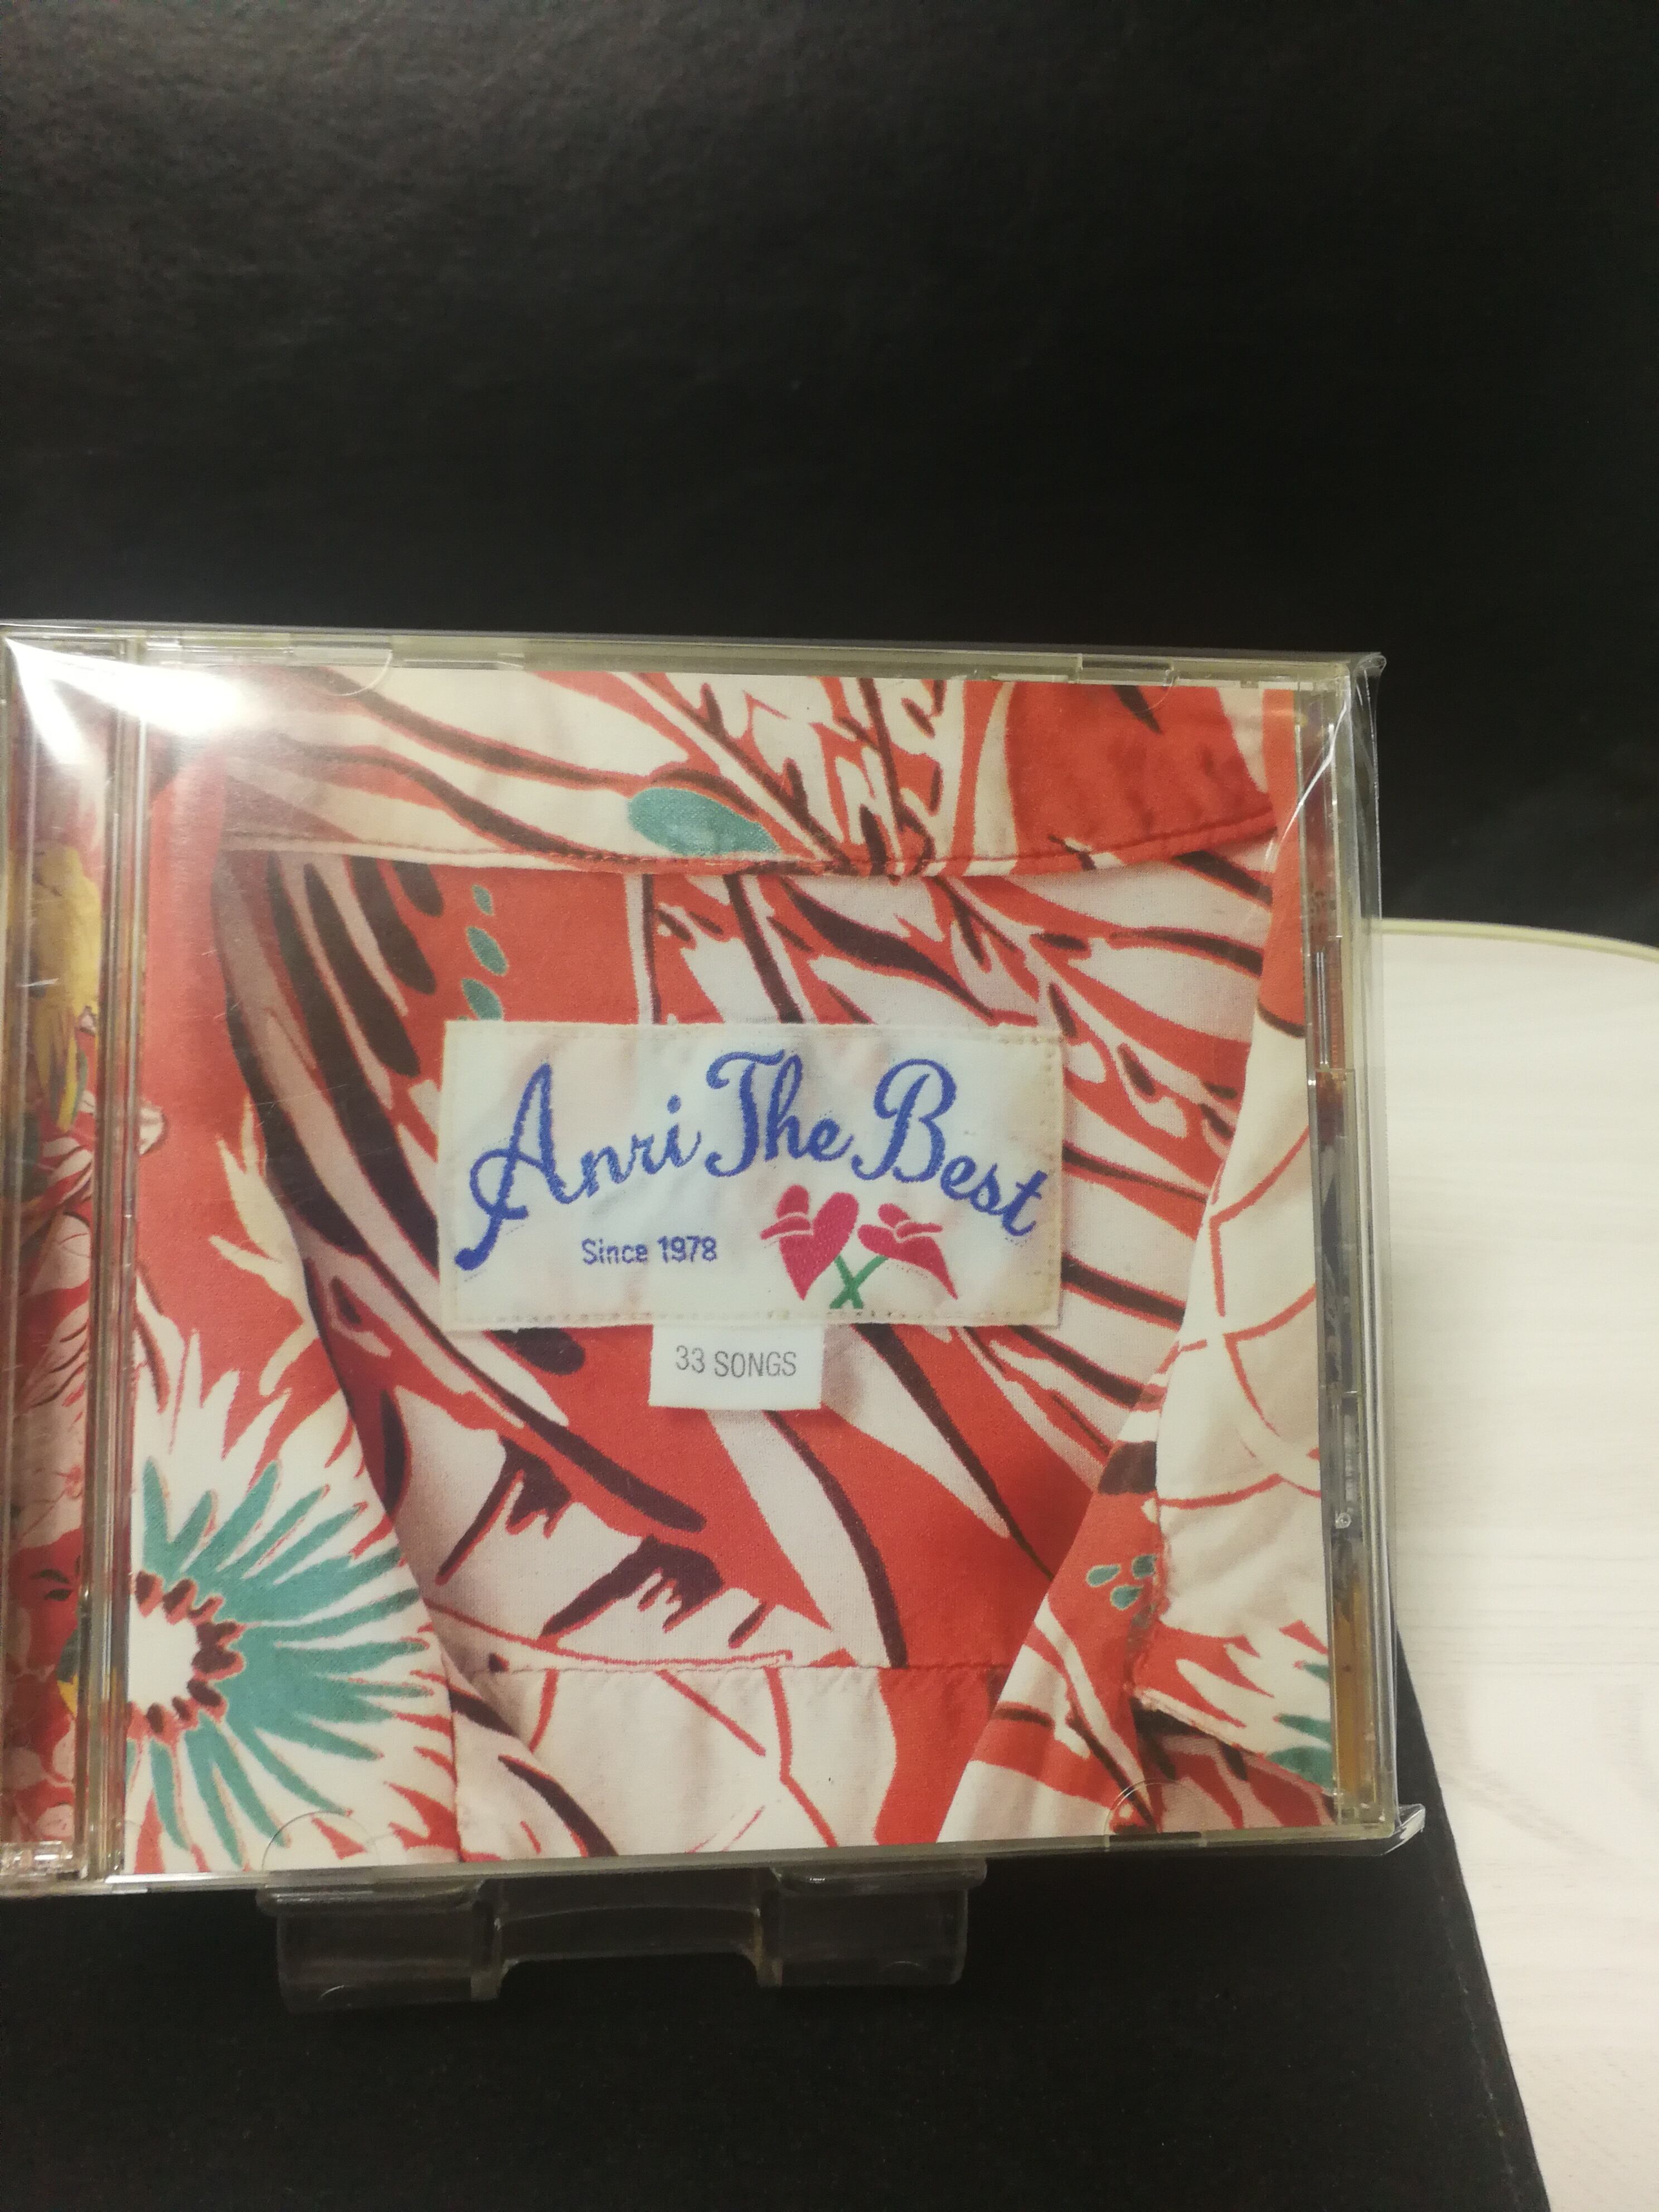 Anri The Best
Since 1978
33 SONGS